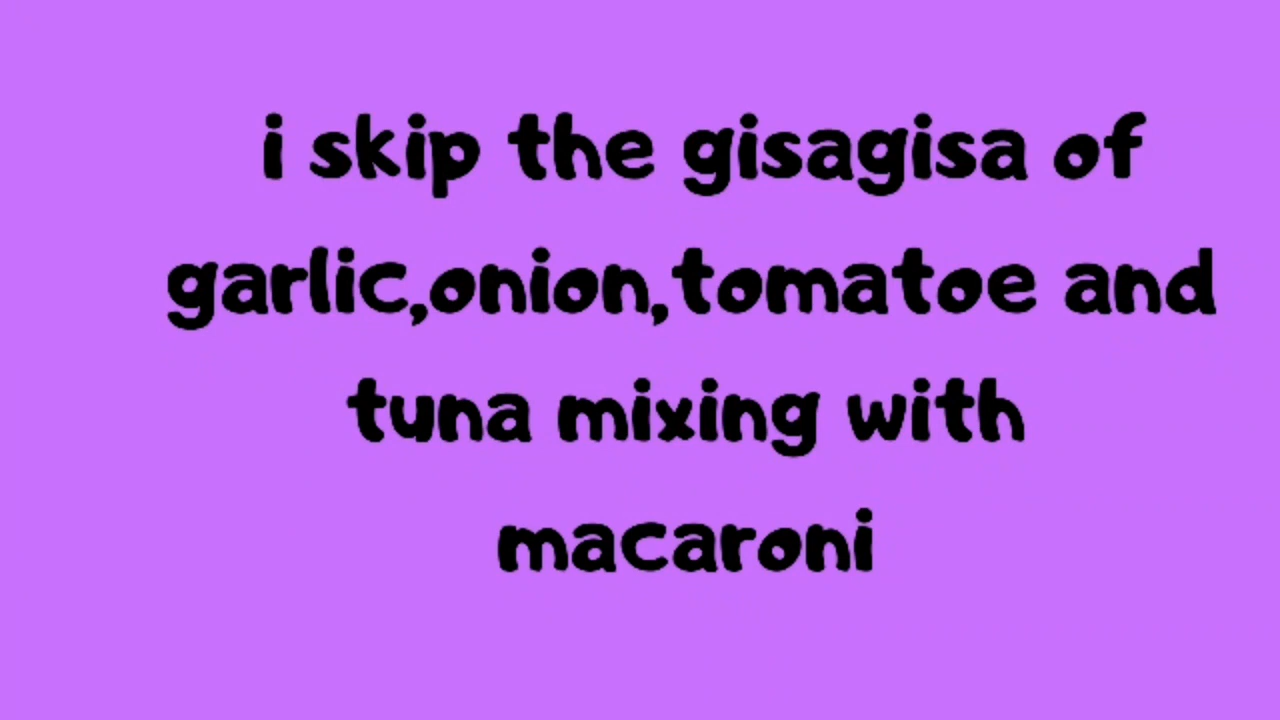 i skip the gisagisa of
garlic,onion,tomatoe and
tuna mixing with
macaroni